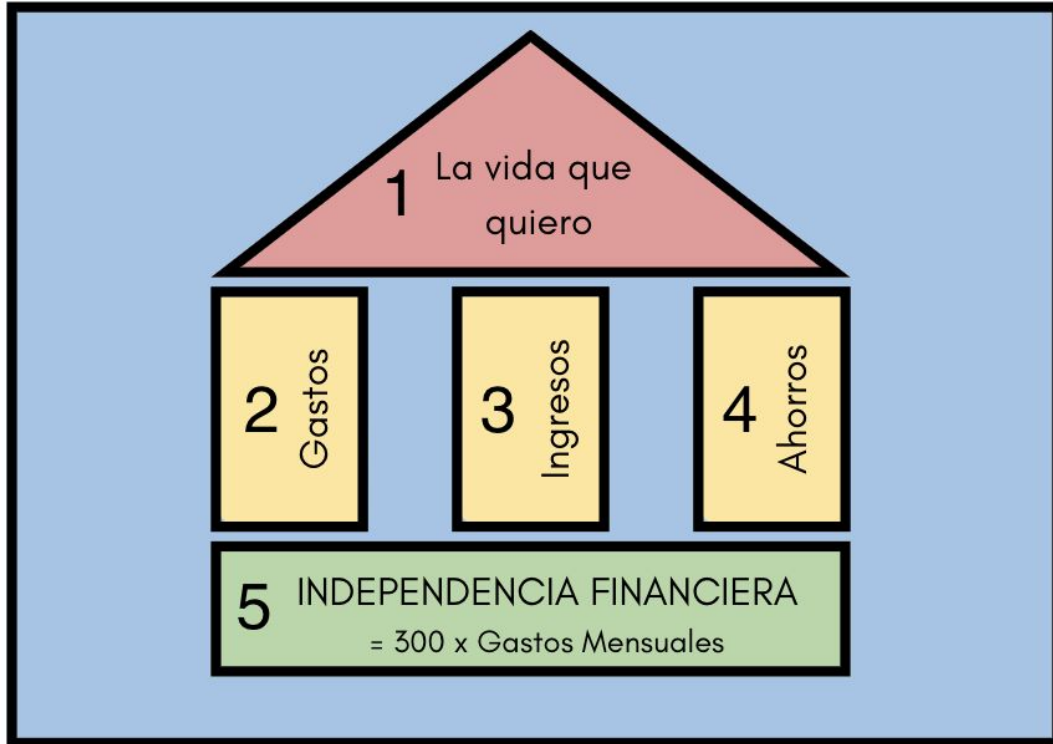 1 La vida que
quiero
2 Gastos
3 Ingresos
4 Ahorros
5 INDEPENDENCIA FINANCIERA
= 300 x Gastos Mensuales